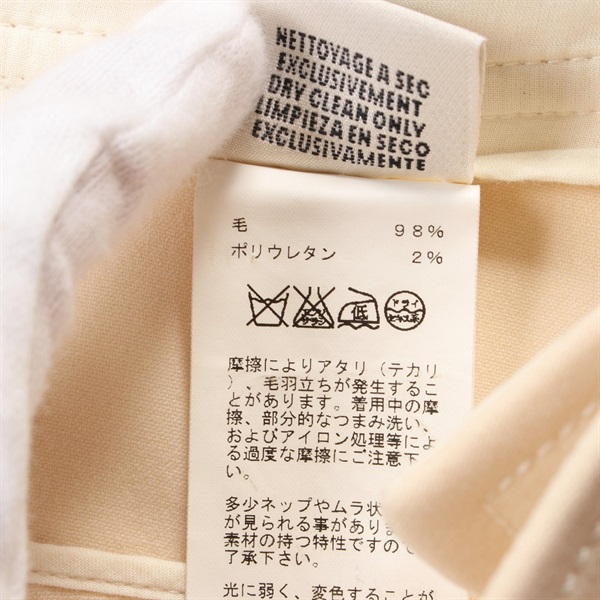 NETTOYAGE A SEC
EXCLUSIVEMENT
DRY CLEAN ONLY
LIMPIEZA EN SECO
EXCLUSIVAMENTE
毛 98%
ポリウレタン 2%
低 ドライ
摩擦によりアタリ(テカリ
)、毛羽立ちが発生するこ
とがあります。着用中の摩
擦、部分的なつまみ洗い、
およびアイロン処理等によ
る過度な摩擦にご注意下
い。
多少ネップやムラ状
が見られる事があり
素材の持つ特性ですので
了承下さい。
光に弱く、変色することが